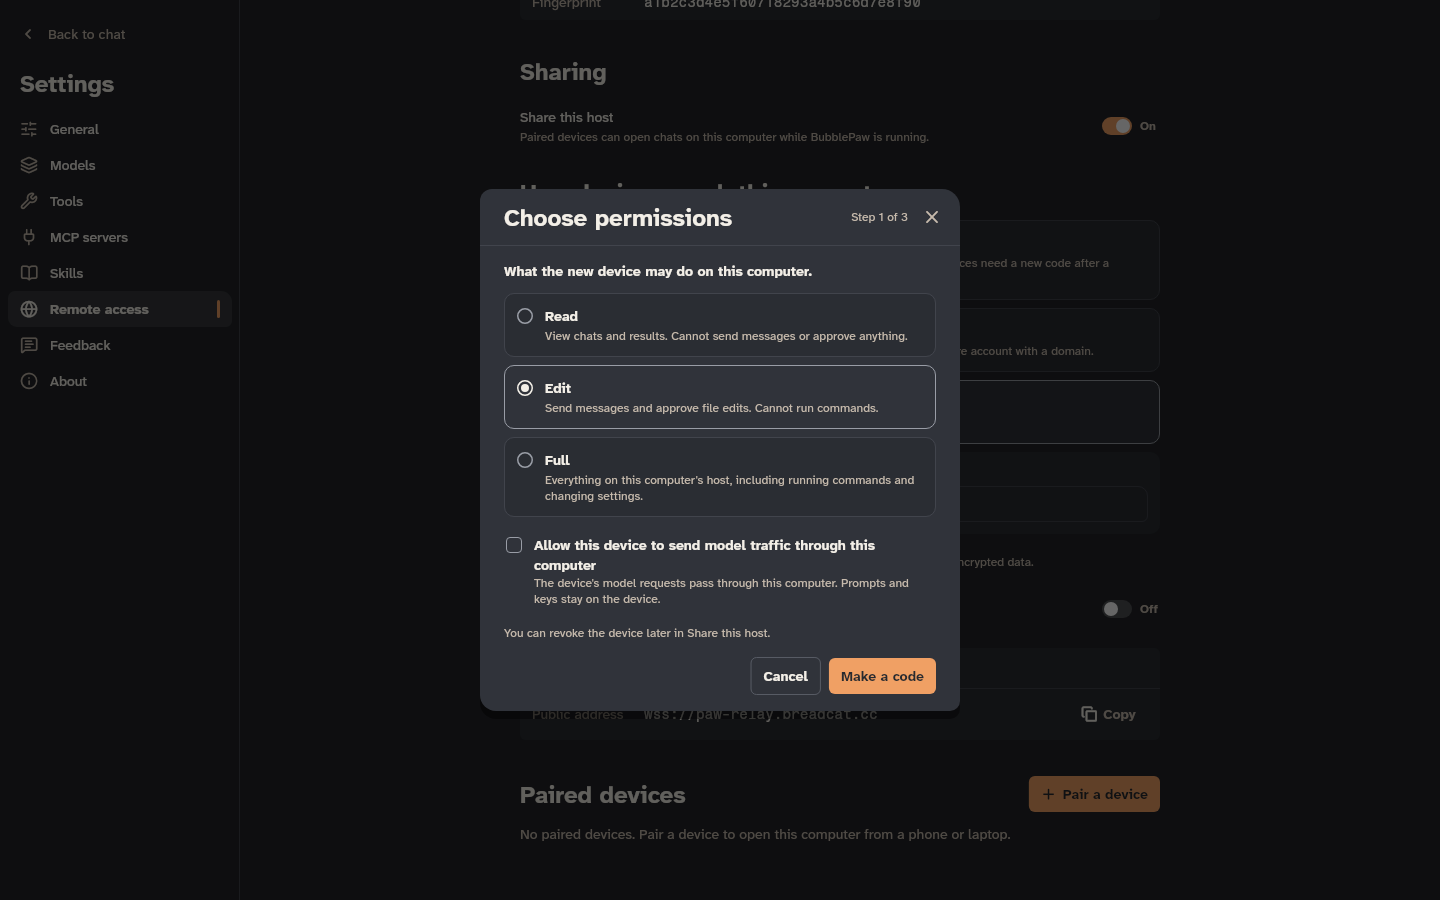 Back to chat
Settings
General
Models
Tools
MCP servers
Skills
Remote access
Feedback
About
Fingerprint a1b2c3d4e5f60718293a4b5c6d7e8f90
Sharing
Share this host
Paired devices can open chats on this computer while BubblePaw is running.
On
Choose permissions
Step 1 of 3
What the new device may do on this computer.
Read
View chats and results. Cannot send messages or approve anything.
Edit
Send messages and approve file edits. Cannot run commands.
Full
Everything on this computer's host, including running commands and
changing settings.
Allow this device to send model traffic through this
computer
The device's model requests pass through this computer. Prompts and
keys stay on the device.
You can revoke the device later in Share this host.
Cancel
Make a code
need a new code after a
account with a domain.
data.
Off
Public address wss://paw-relay.breadcat.cc
Copy
Paired devices
Pair a device
No paired devices. Pair a device to open this computer from a phone or laptop.